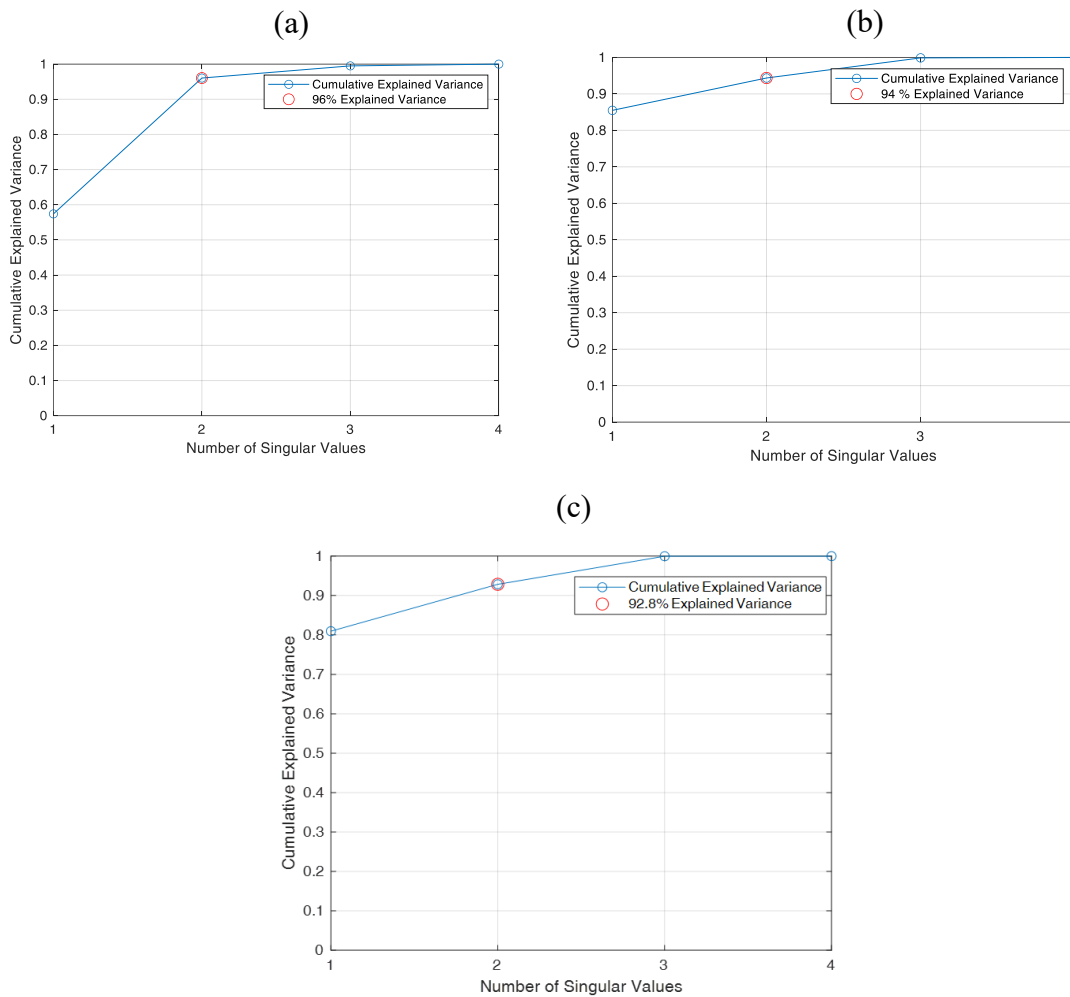 (a)
1
0.9
0.8
0.7
0.6
0.5
0.4
0.3
0.2
0.1
0
Cumulative Explained Variance
Cumulative Explained Variance
96% Explained Variance
1 2 3 4
Number of Singular Values
(b)
1
0.9
0.8
0.7
0.6
0.5
0.4
0.3
0.2
0.1
0
Cumulative Explained Variance
Cumulative Explained Variance
94 % Explained Variance
1 2 3
Number of Singular Values
(c)
1
0.9
0.8
0.7
0.6
0.5
0.4
0.3
0.2
0.1
0
Cumulative Explained Variance
Cumulative Explained Variance
92.8% Explained Variance
1 2 3 4
Number of Singular Values